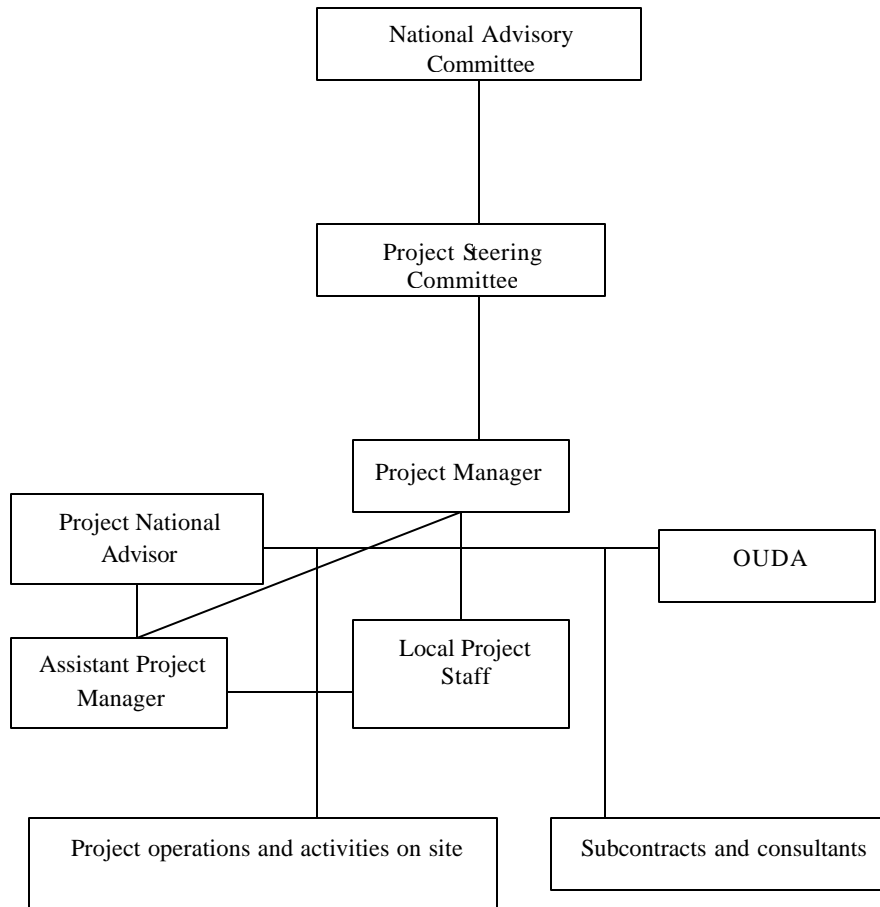 National Advisory
Committee
Project Steering
Committee
Project Manager
Project National
Advisor
OUDA
Assistant Project
Manager
Local Project
Staff
Project operations and activities on site
Subcontracts and consultants